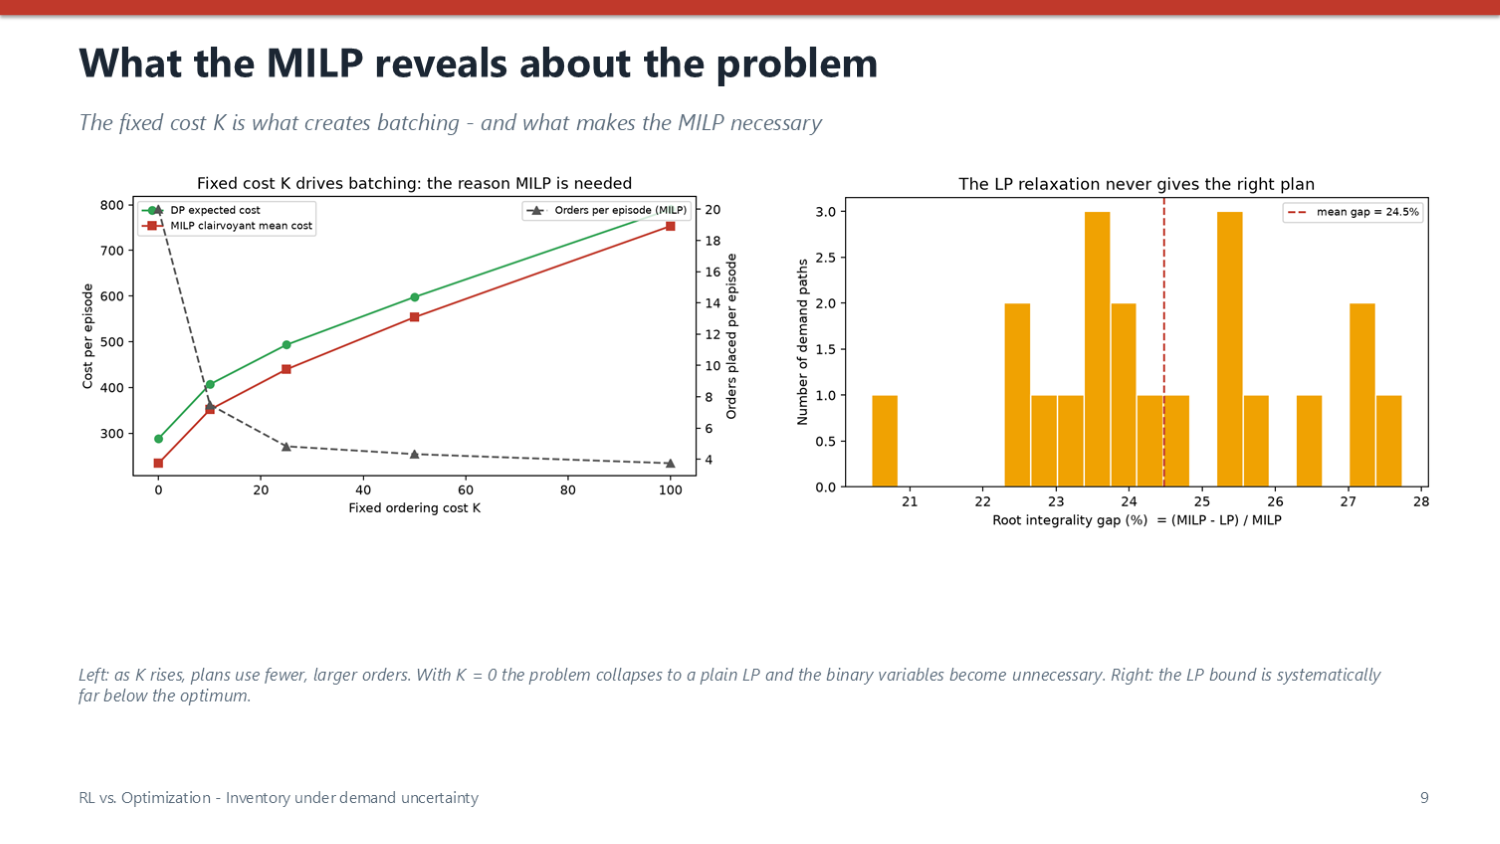 What the MILP reveals about the problem
The fixed cost K is what creates batching - and what makes the MILP necessary
Fixed cost K drives batching: the reason MILP is needed
DP expected cost
MILP clairvoyant mean cost
Orders per episode (MILP)
800
700
600
500
400
300
Cost per episode
20
18
16
14
12
10
8
6
4
Orders placed per episode
0
20
40
60
80
100
Fixed ordering cost K
The LP relaxation never gives the right plan
mean gap = 24.5%
3.0
2.5
2.0
1.5
1.0
0.5
0.0
Number of demand paths
21
22
23
24
25
26
27
28
Root integrality gap (%) = (MILP - LP) / MILP
Left: as K rises, plans use fewer, larger orders. With K = 0 the problem collapses to a plain LP and the binary variables become unnecessary. Right: the LP bound is systematically
far below the optimum.
RL vs. Optimization - Inventory under demand uncertainty
9